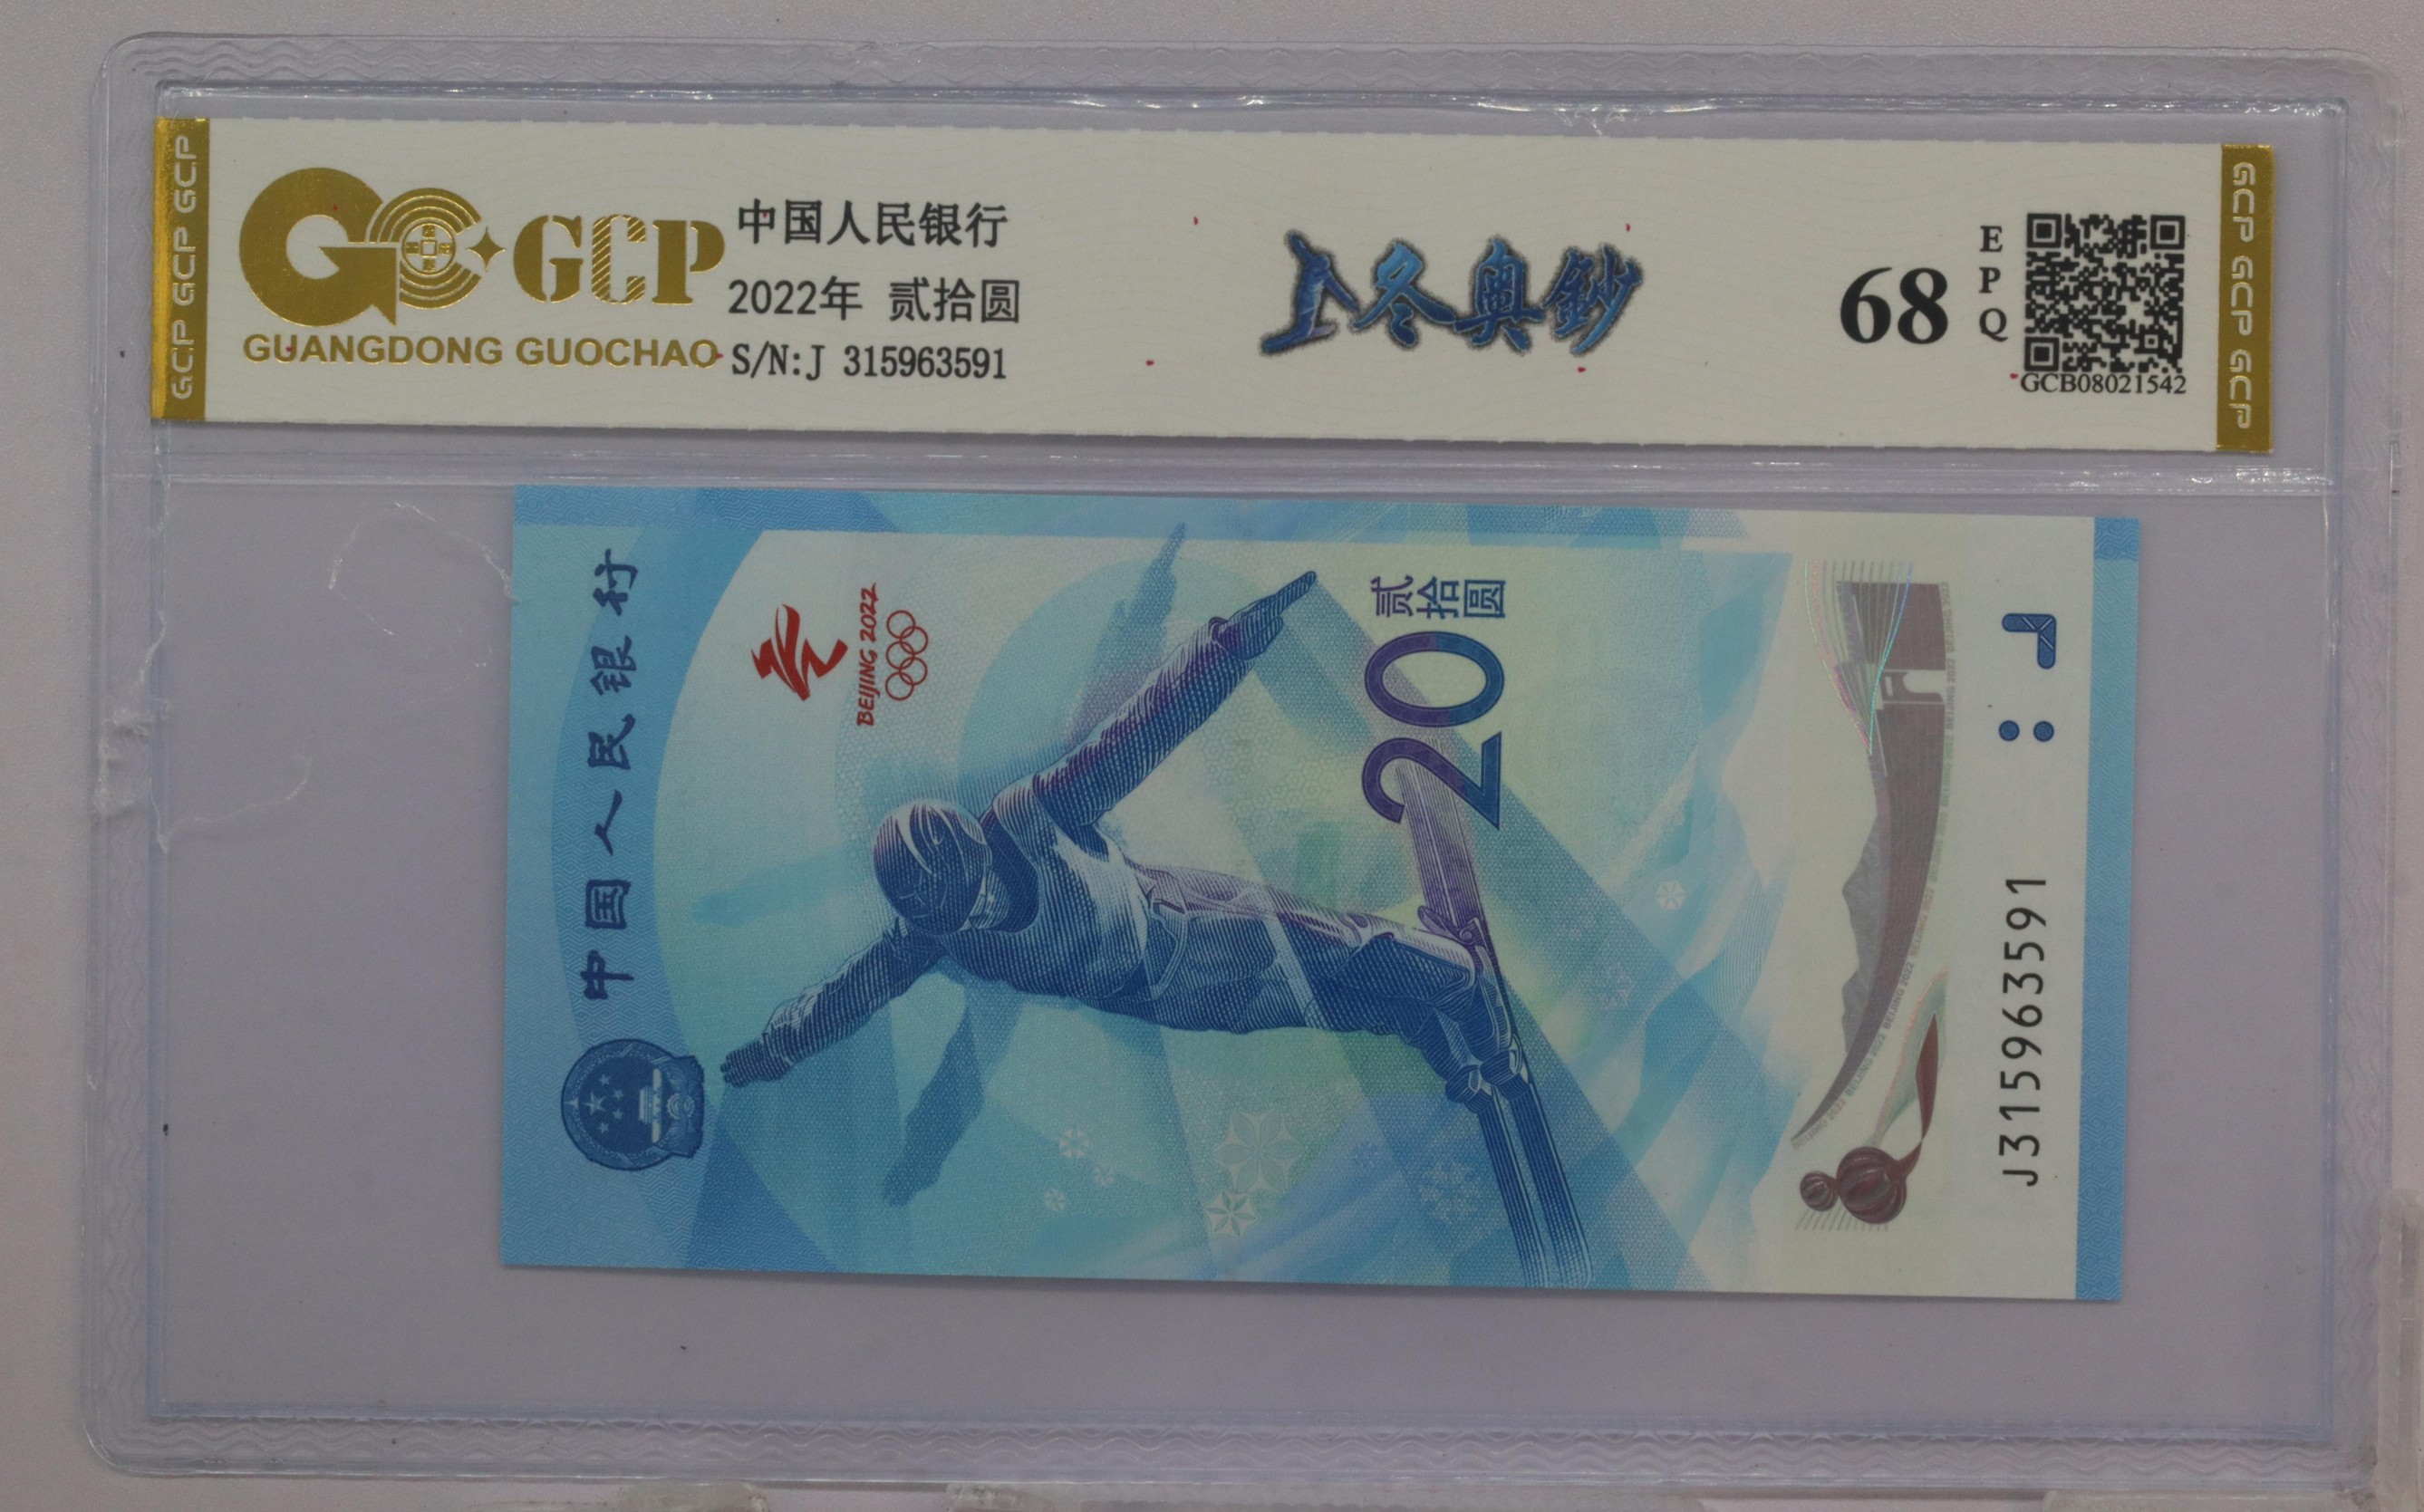 GCP GCP GCP
GCP
GUANGDONG GUOCHAO
中国人民银行
2022年 贰拾圆
S/N:J 315963591
上冬奥鈔
68
E
P
Q
GCB08021542
GCP GCP GCP
中国人民银行
BEIJING 2022
贰拾圆
20
J315963591